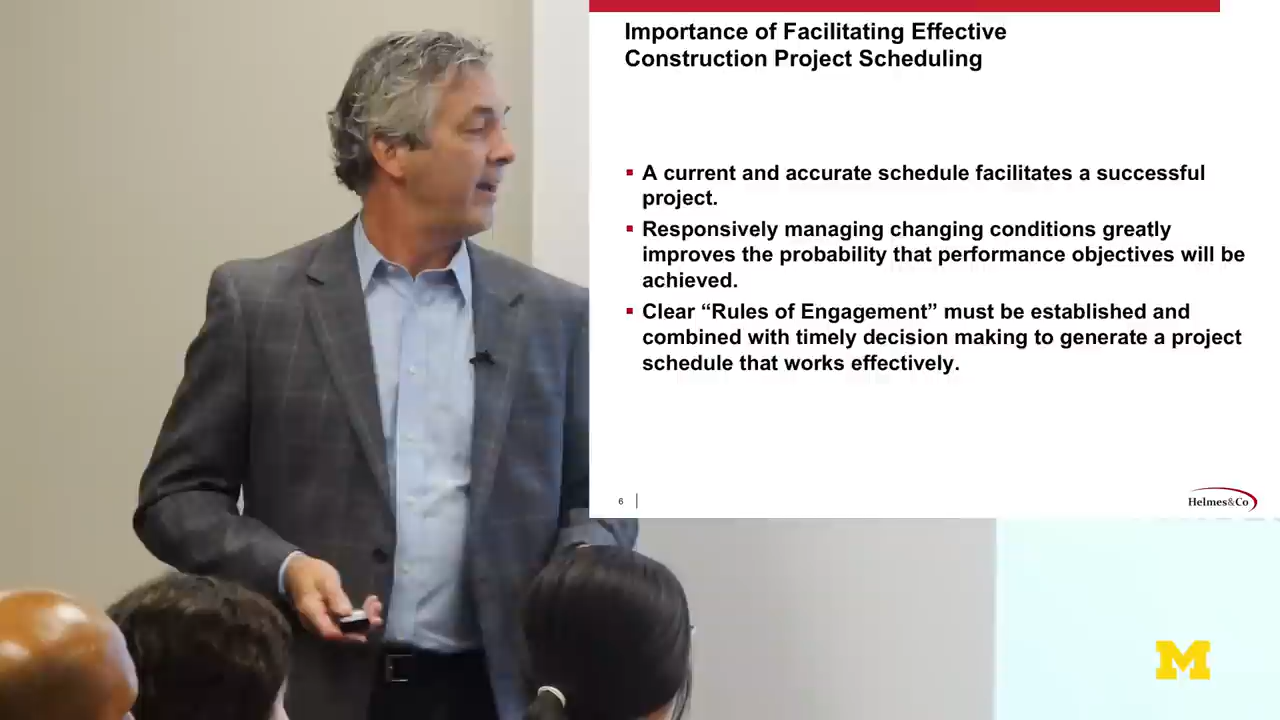 Importance of Facilitating Effective
Construction Project Scheduling
▪ A current and accurate schedule facilitates a successful
project.
▪ Responsively managing changing conditions greatly
improves the probability that performance objectives will be
achieved.
▪ Clear “Rules of Engagement” must be established and
combined with timely decision making to generate a project
schedule that works effectively.
6
Helmes&Co
M